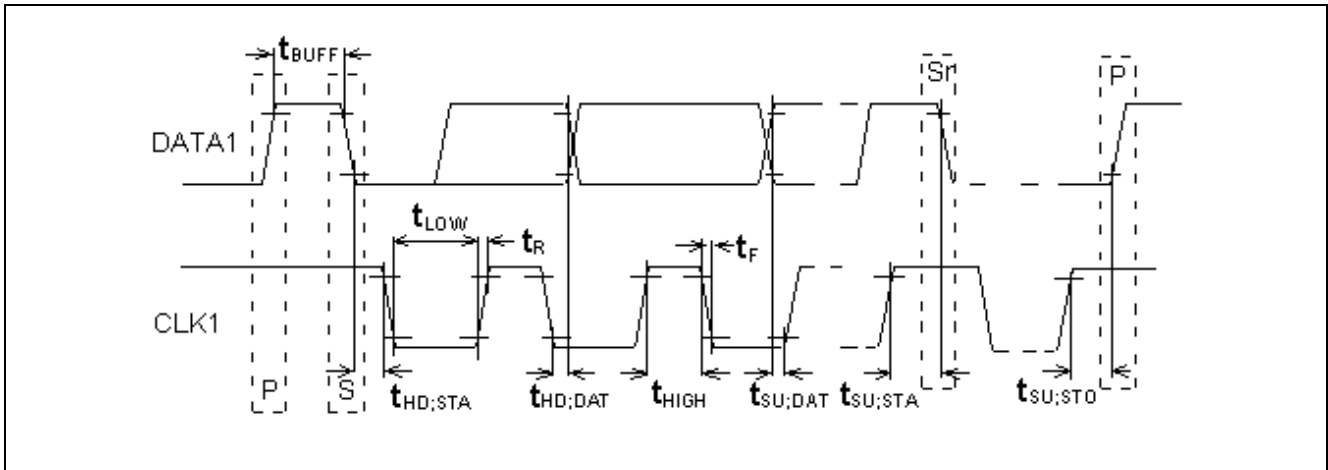 tBUFF
Sr
P
DATA1
tLOW
tR
tF
CLK1
P
S
tHD;STA
tHD;DAT
tHIGH
tSU;DAT
tSU;STA
tSU;STO